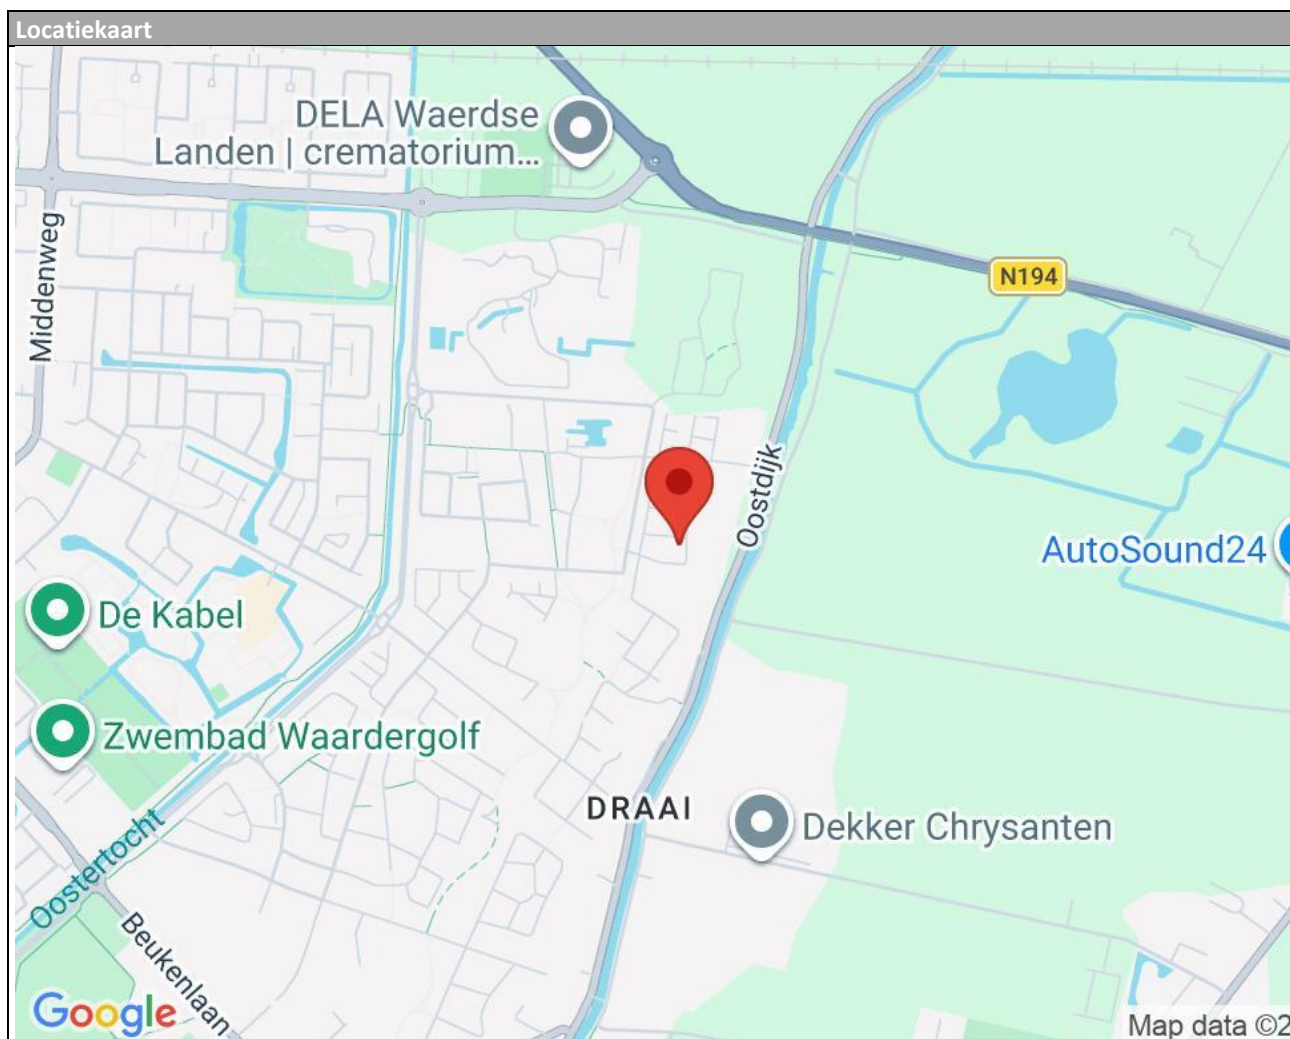 Locatiekaart
DELA Waerdse
Landen | crematorium...
Middenweg
N194
Oostdijk
AutoSound24
De Kabel
Zwembad Waardergolf
DRAAI
Dekker Chrysanten
Oostertocht
Beukenlaan
Google
Map data ©2